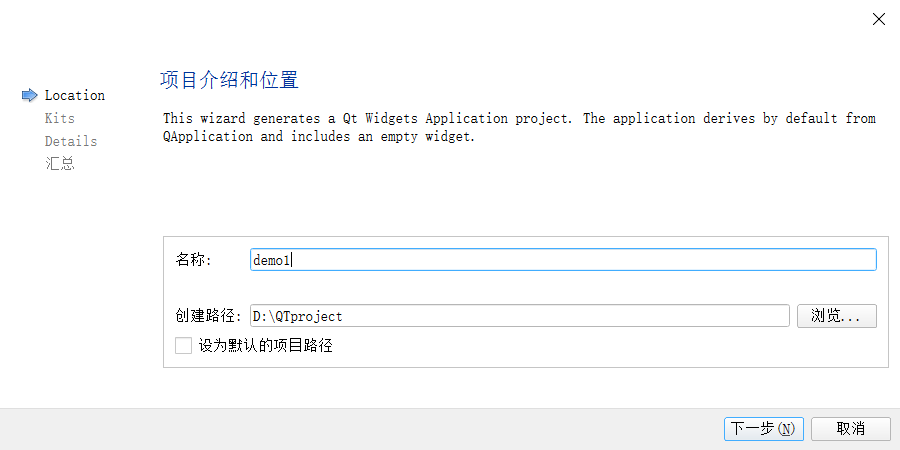 项目介绍和位置
Location
Kits
Details
汇总
This wizard generates a Qt Widgets Application project. The application derives by default from
QApplication and includes an empty widget.
名称: demo1
创建路径: D:\QTproject 浏览...
设为默认的项目路径
下一步(N) 取消